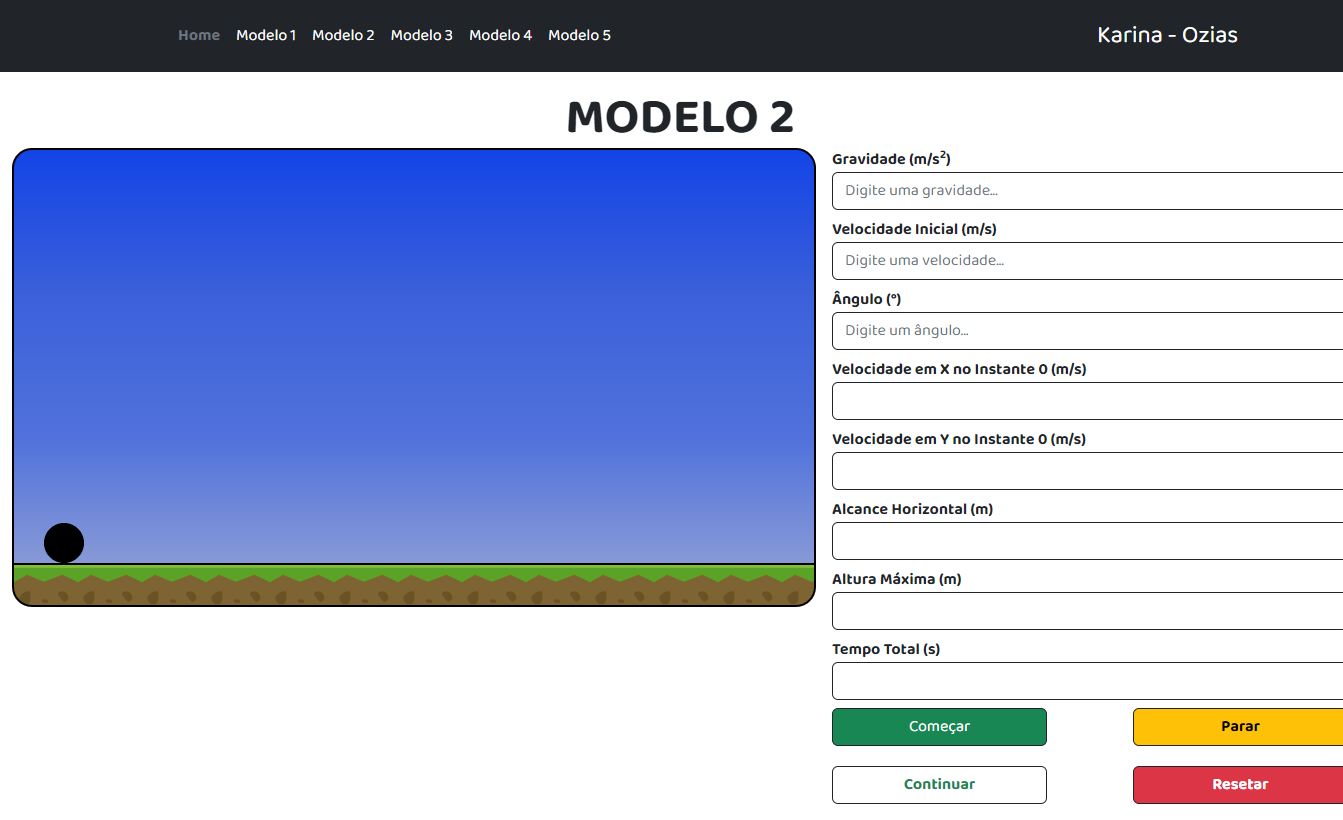 Home Modelo 1 Modelo 2 Modelo 3 Modelo 4 Modelo 5 Karina - Ozias
MODELO 2
Gravidade (m/s²)
Digite uma gravidade...
Velocidade Inicial (m/s)
Digite uma velocidade...
Ângulo (º)
Digite um ângulo...
Velocidade em X no Instante 0 (m/s)
Velocidade em Y no Instante 0 (m/s)
Alcance Horizontal (m)
Altura Máxima (m)
Tempo Total (s)
Começar Parar
Continuar Resetar